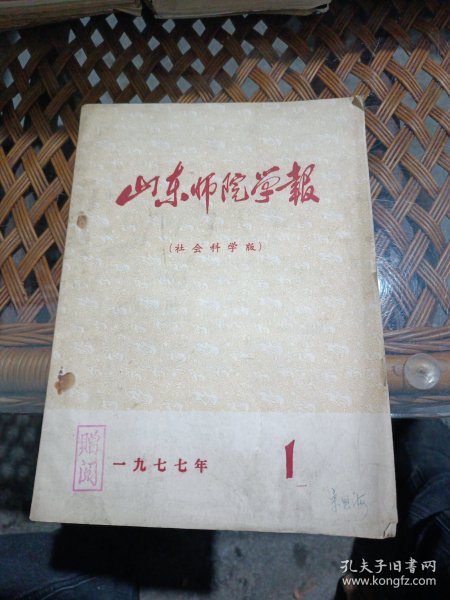 山东师院学報
(社会科学版)
赠阅
一九七七年
1
孔夫子旧书网
www.kongfz.com